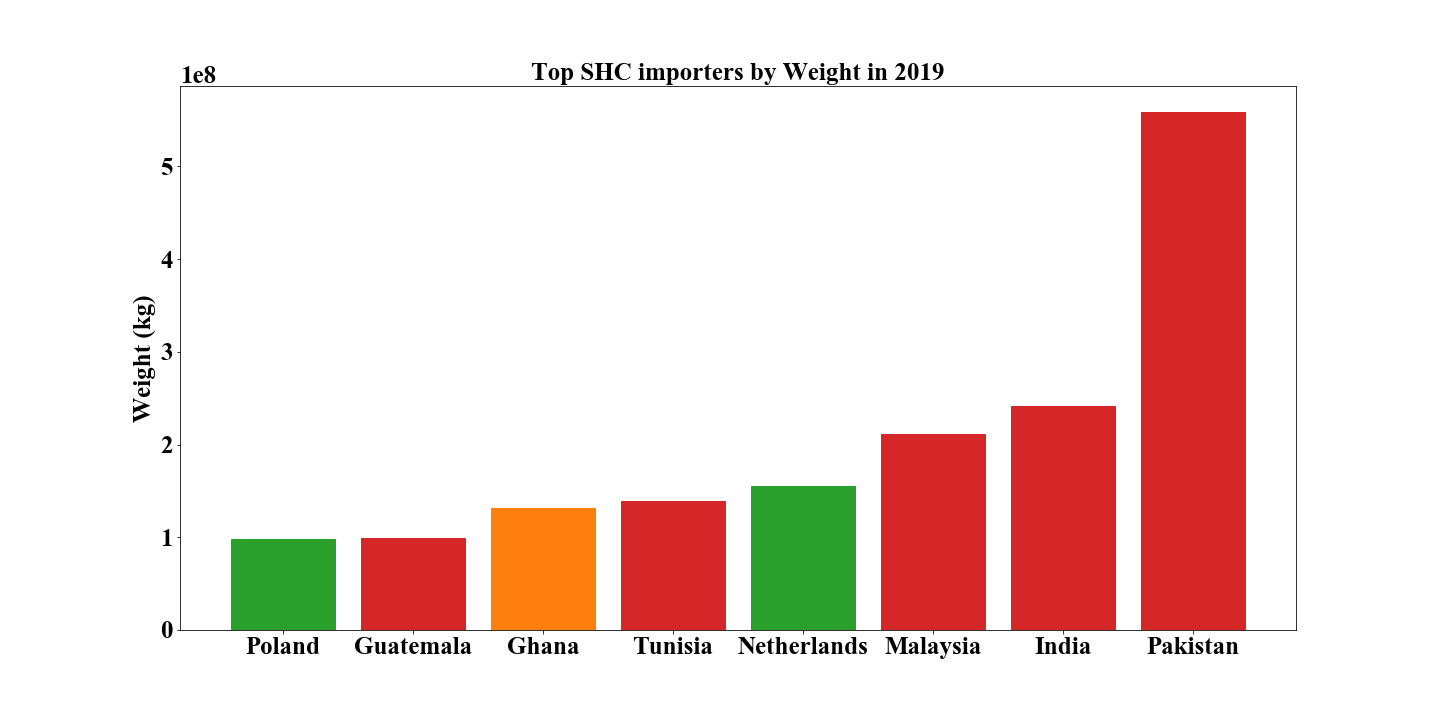 Top SHC importers by Weight in 2019
1e8
5
4
3
2
1
0
Weight (kg)
Poland Guatemala Ghana Tunisia Netherlands Malaysia India Pakistan